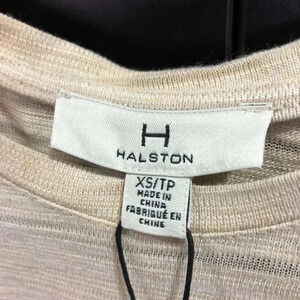 H
HALSTON
XS/TP
MADE IN
CHINA
FABRIQUÉ EN
CHINE